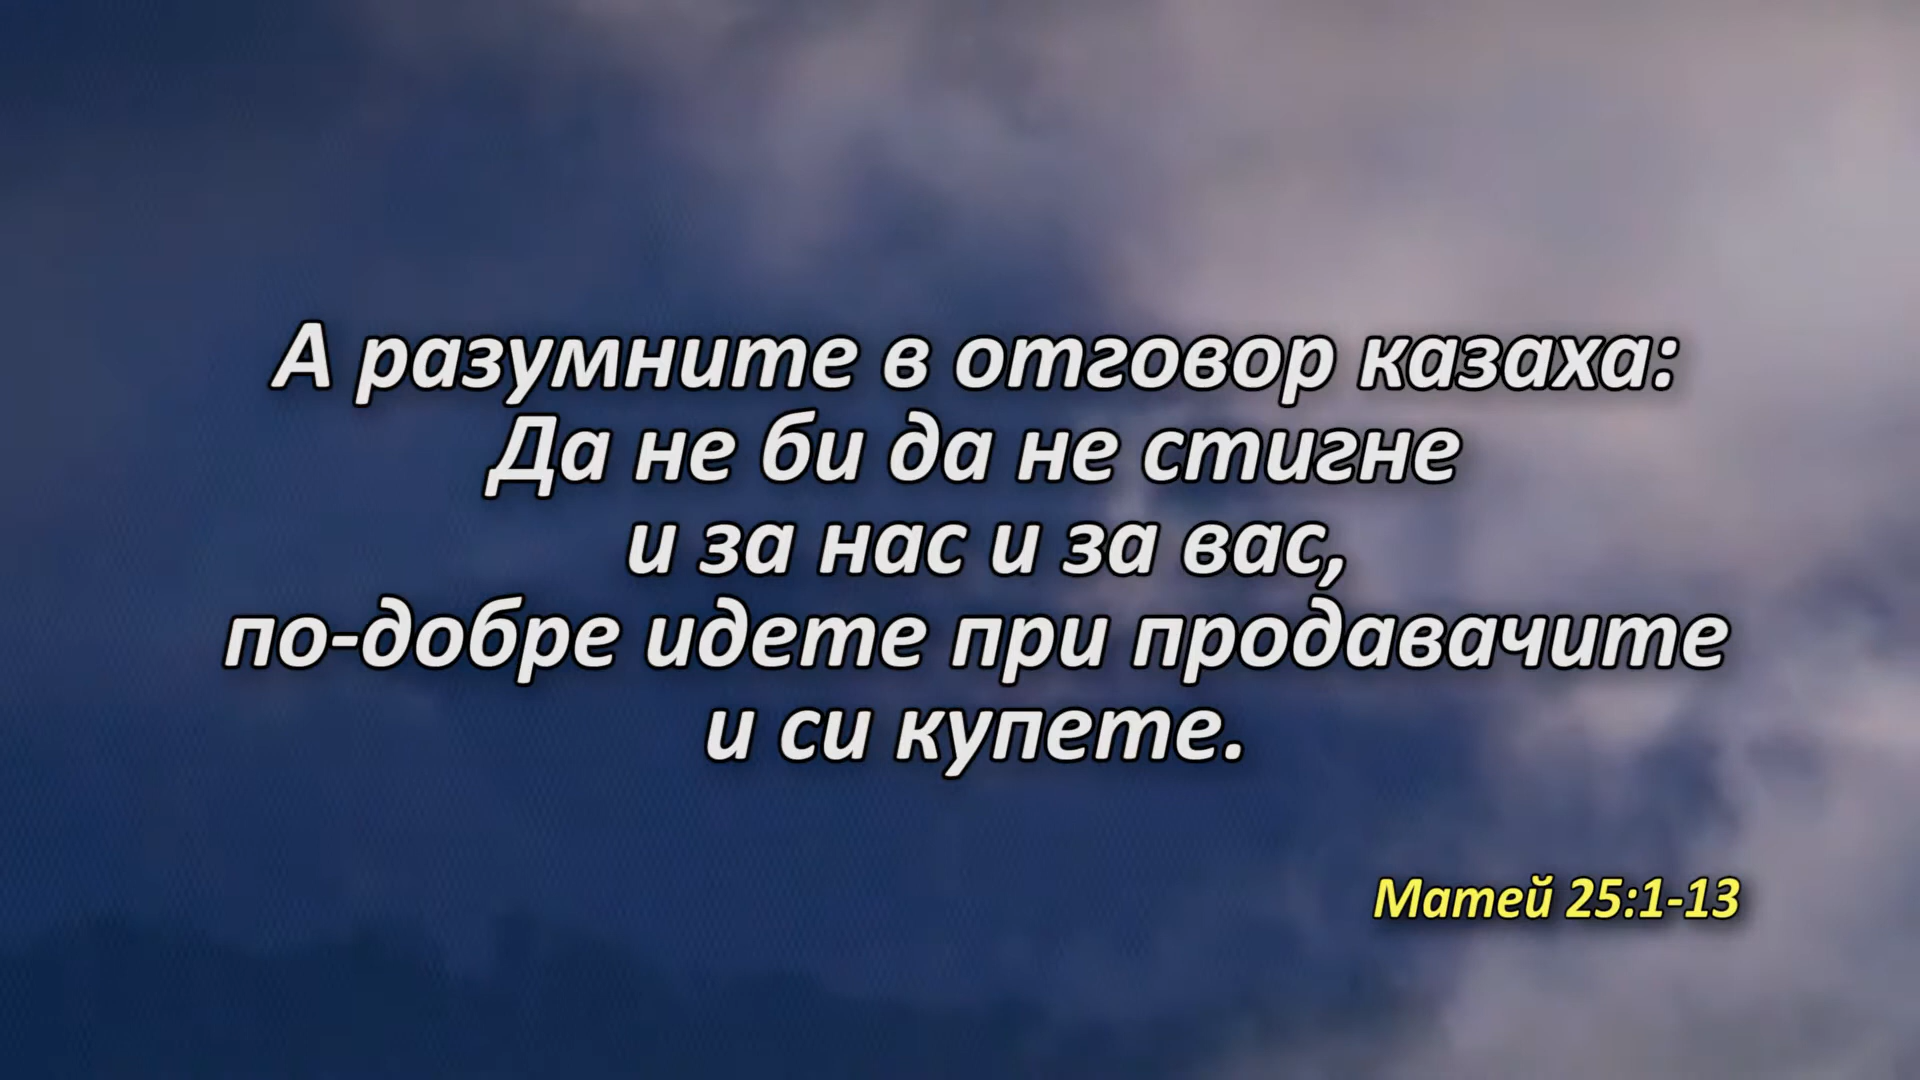 А разумните в отговор казаха:
Да не би да не стигне
и за нас и за вас,
по-добре идете при продавачите
и си купете.
Матей 25:1-13